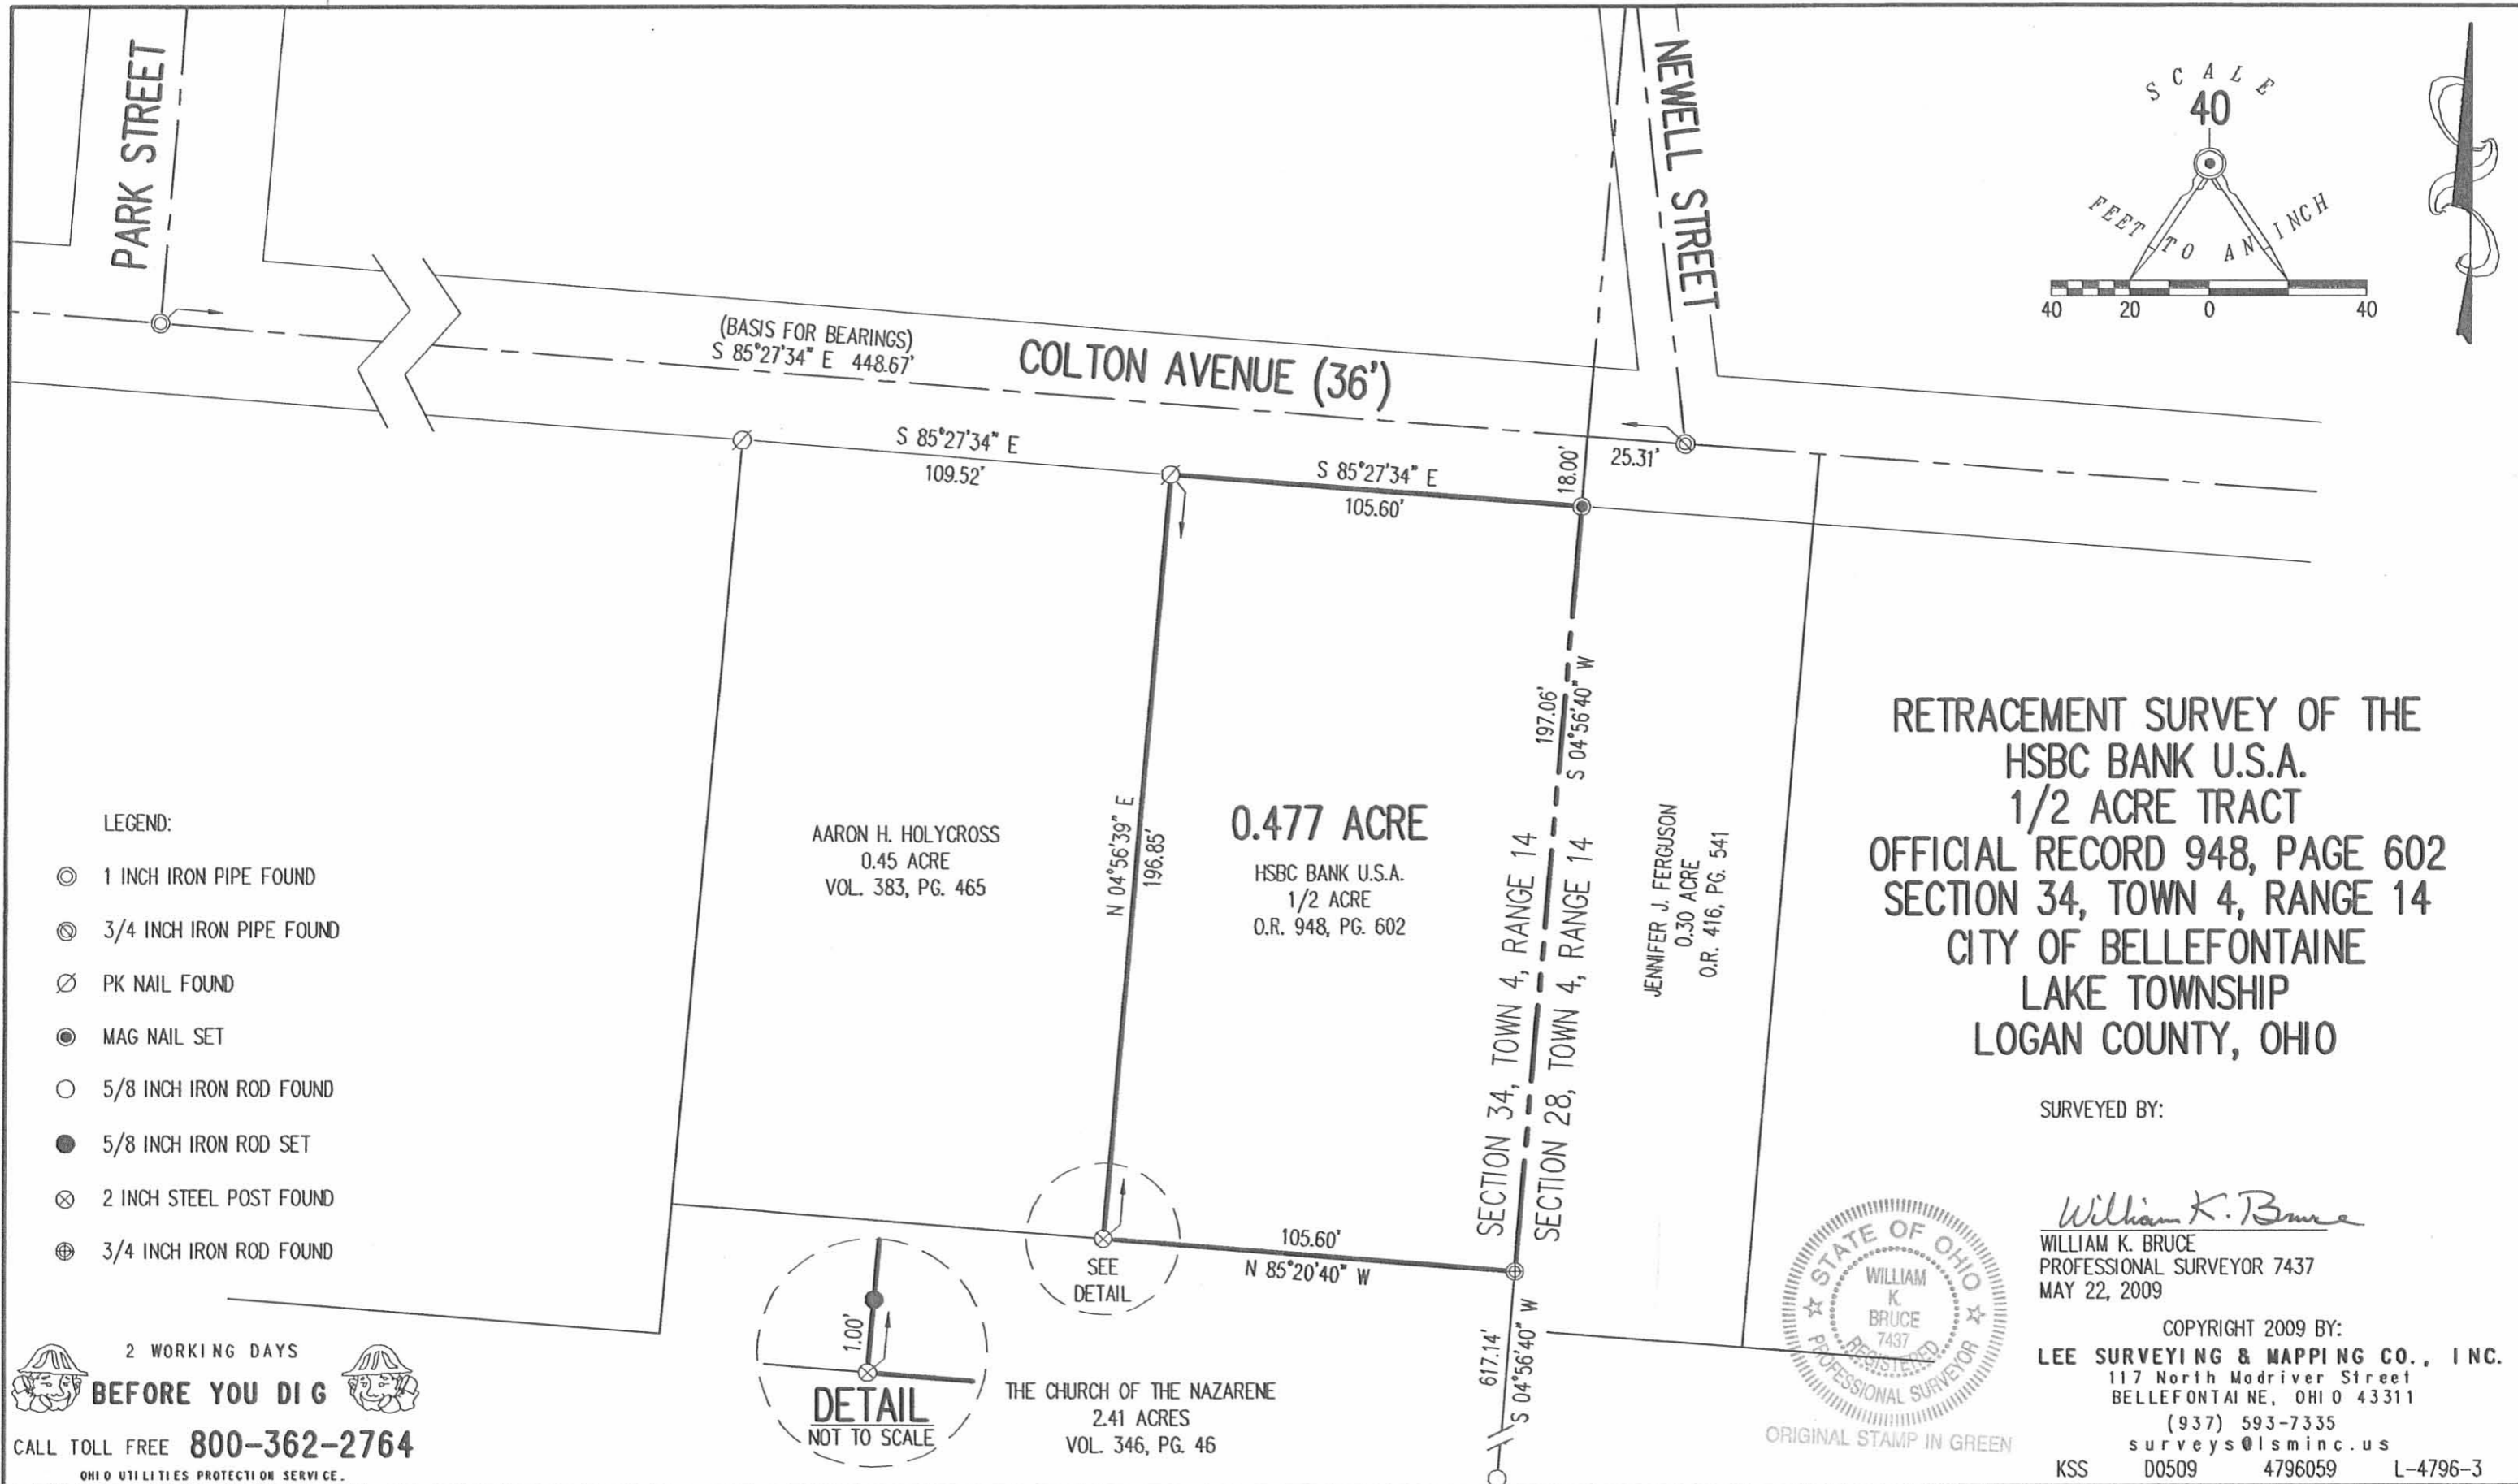 PARK STREET
NEWELL STREET
SCALE
40
FEET TO AN INCH
40 20 0 40
(BASIS FOR BEARINGS)
S 85°27'34" E 448.67'
COLTON AVENUE (36')
S 85°27'34" E
109.52'
S 85°27'34" E
105.60'
18.00'
25.31'
N 04°56'39" E
196.85'
197.06'
S 04°56'40" W
AARON H. HOLYCROSS
0.45 ACRE
VOL. 383, PG. 465
0.477 ACRE
HSBC BANK U.S.A.
1/2 ACRE
O.R. 948, PG. 602
SECTION 34, TOWN 4, RANGE 14
SECTION 28, TOWN 4, RANGE 14
JENNIFER J. FERGUSON
0.30 ACRE
O.R. 416, PG. 541
RETRACEMENT SURVEY OF THE
HSBC BANK U.S.A.
1/2 ACRE TRACT
OFFICIAL RECORD 948, PAGE 602
SECTION 34, TOWN 4, RANGE 14
CITY OF BELLEFONTAINE
LAKE TOWNSHIP
LOGAN COUNTY, OHIO
LEGEND:
1 INCH IRON PIPE FOUND
3/4 INCH IRON PIPE FOUND
PK NAIL FOUND
MAG NAIL SET
5/8 INCH IRON ROD FOUND
5/8 INCH IRON ROD SET
2 INCH STEEL POST FOUND
3/4 INCH IRON ROD FOUND
SEE
DETAIL
105.60'
N 85°20'40" W
617.14'
S 04°56'40" W
1.00'
DETAIL
NOT TO SCALE
THE CHURCH OF THE NAZARENE
2.41 ACRES
VOL. 346, PG. 46
2 WORKING DAYS
BEFORE YOU DIG
CALL TOLL FREE 800-362-2764
OHIO UTILITIES PROTECTION SERVICE.
SURVEYED BY:
William K. Bruce
WILLIAM K. BRUCE
PROFESSIONAL SURVEYOR 7437
MAY 22, 2009
STATE OF OHIO
WILLIAM
K.
BRUCE
7437
REGISTERED
PROFESSIONAL SURVEYOR
ORIGINAL STAMP IN GREEN
COPYRIGHT 2009 BY:
LEE SURVEYING & MAPPING CO., INC.
117 North Madriver Street
BELLEFONTAINE, OHIO 43311
(937) 593-7335
surveys@lsminc.us
KSS D0509 4796059 L-4796-3